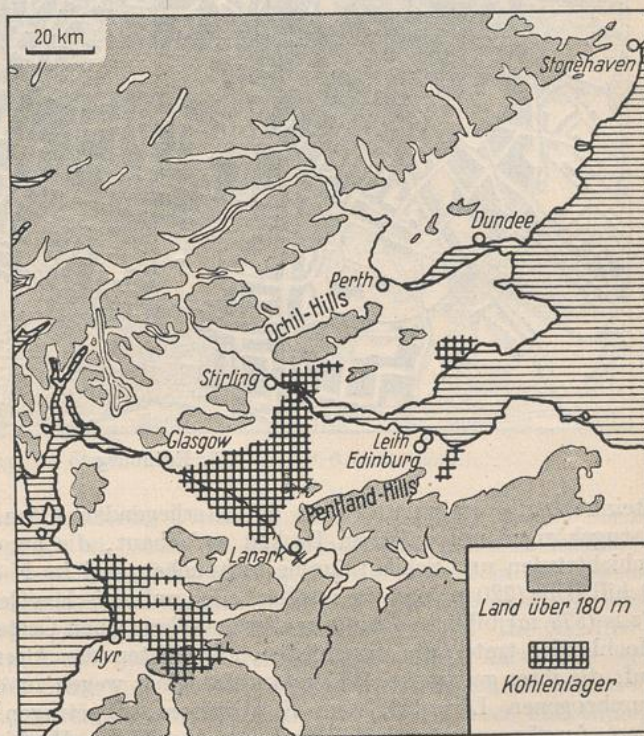 20 km
Stonehaven
Dundee
Perth
Ochil-Hills
Stirling
Glasgow
Leith
Edinburg
Pentland-Hills
Lanark
Ayr
Land über 180 m
Kohlenlager